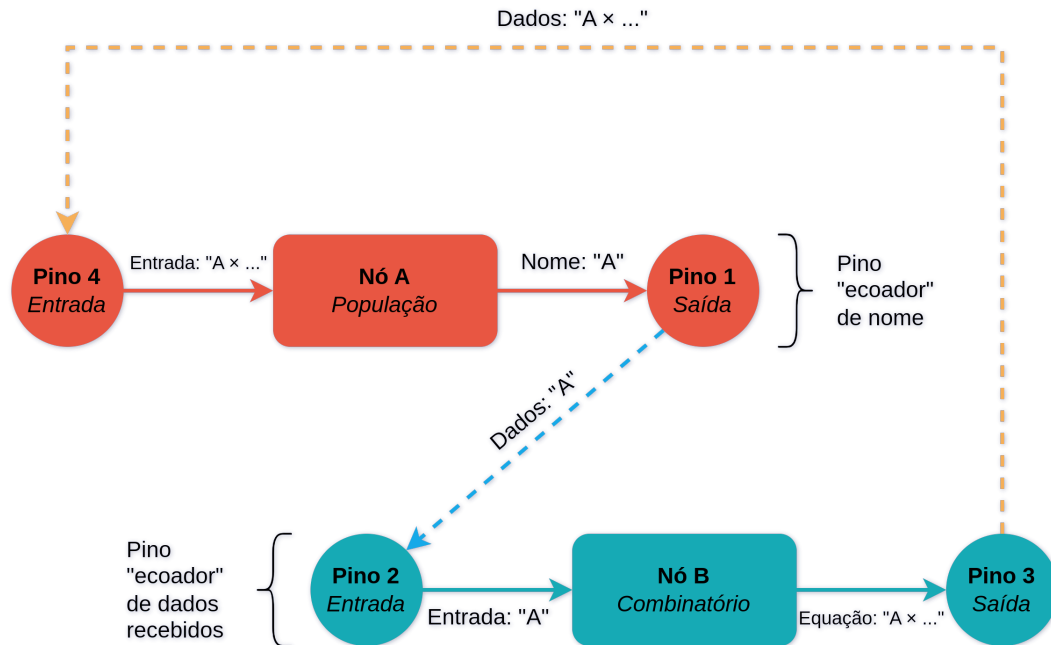 Dados: "A × ..."
Pino 4
Entrada
Entrada: "A × ..."
Nó A
População
Nome: "A"
Pino 1
Saída
Pino
"ecoador"
de nome
Dados: "A"
Pino
"ecoador"
de dados
recebidos
Pino 2
Entrada
Entrada: "A"
Nó B
Combinatório
Equação: "A × ..."
Pino 3
Saída